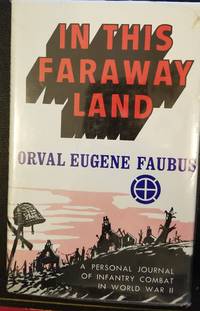 IN THIS
FARAWAY
LAND
ORVAL EUGENE FAUBUS
A PERSONAL JOURNAL
OF INFANTRY COMBAT
IN WORLD WAR II